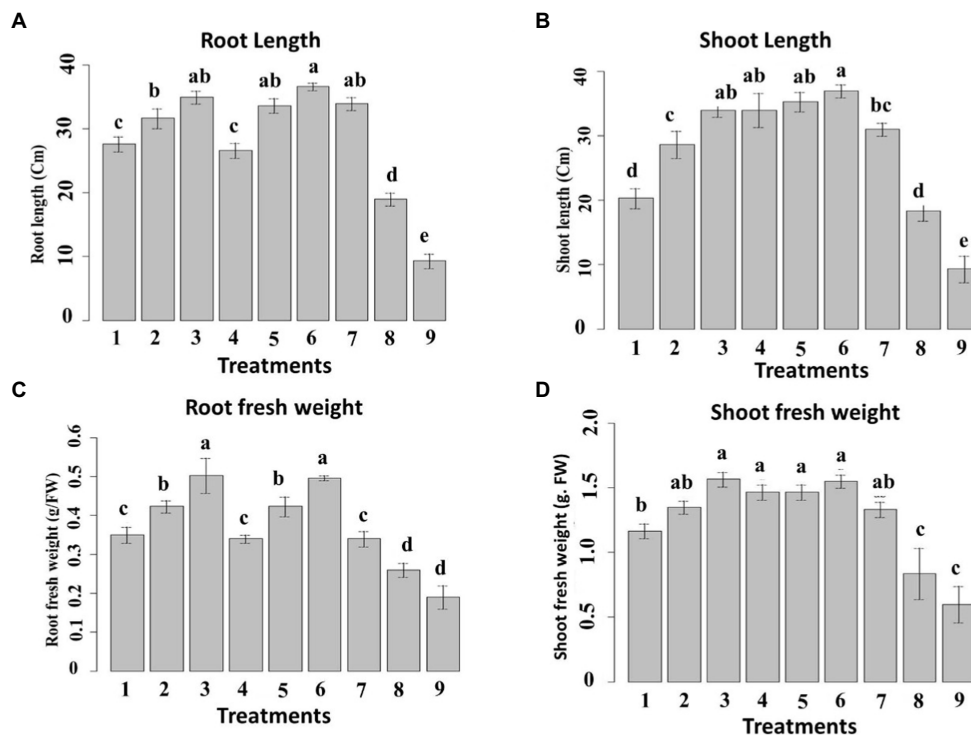 A
Root Length
Root length (Cm)
40
30
20
10
0
c b ab c ab a ab d e
1 2 3 4 5 6 7 8 9
Treatments
B
Shoot Length
Shoot length (Cm)
40
30
20
10
0
d c ab ab ab a bc d e
1 2 3 4 5 6 7 8 9
Treatments
C
Root fresh weight
Root fresh weight (g/FW)
0.6
0.5
0.4
0.3
0.2
0.1
0
c b a c b a c d d
1 2 3 4 5 6 7 8 9
Treatments
D
Shoot fresh weight
Shoot fresh weight (g. FW)
2.0
1.5
1.0
0.5
0
b ab a a a a ab c c
1 2 3 4 5 6 7 8 9
Treatments